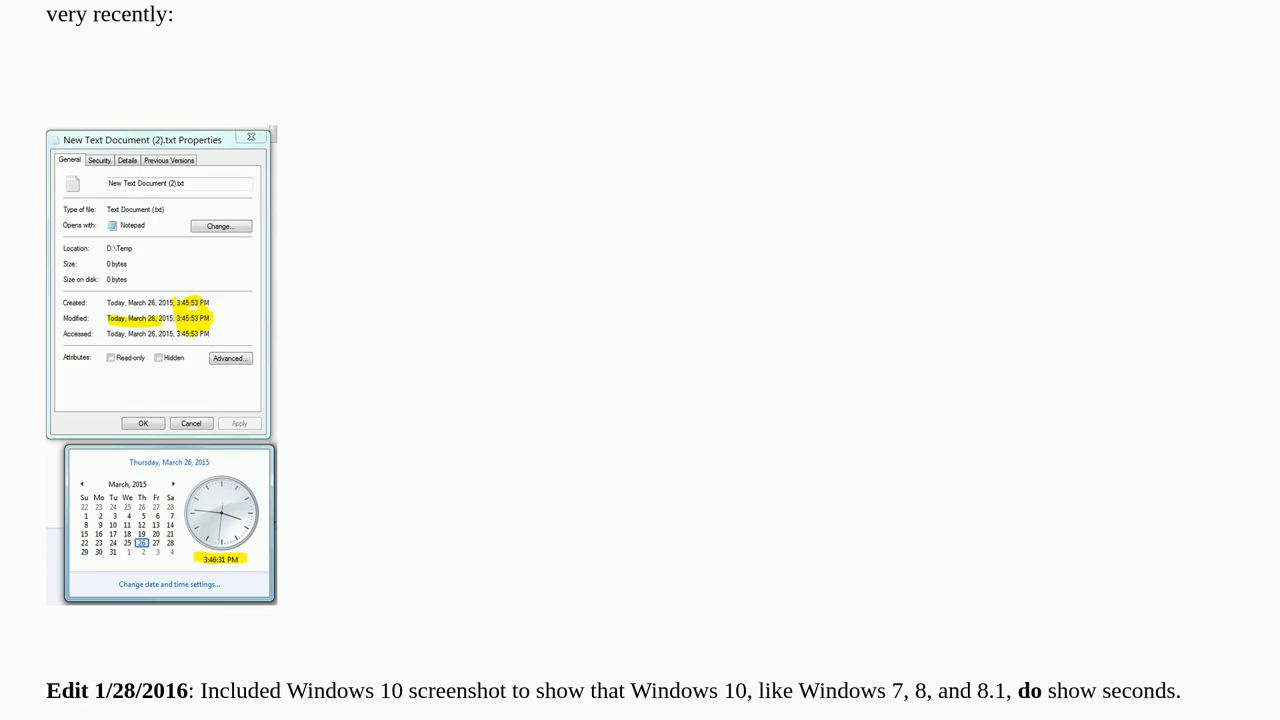 very recently:
New Text Document (2).txt Properties
General Security Details Previous Versions
New Text Document (2).txt
Type of file: Text Document (.txt)
Opens with: Notepad Change...
Location: D:\Temp
Size: 0 bytes
Size on disk: 0 bytes
Created: Today, March 26, 2015, 3:45:53 PM
Modified: Today, March 26, 2015, 3:45:53 PM
Accessed: Today, March 26, 2015, 3:45:53 PM
Attributes: Read-only Hidden Advanced...
OK Cancel Apply
Thursday, March 26, 2015
March, 2015
Su Mo Tu We Th Fr Sa
22 23 24 25 26 27 28
1 2 3 4 5 6 7
8 9 10 11 12 13 14
15 16 17 18 19 20 21
22 23 24 25 26 27 28
29 30 31 1 2 3 4
3:46:31 PM
Change date and time settings...
Edit 1/28/2016: Included Windows 10 screenshot to show that Windows 10, like Windows 7, 8, and 8.1, do show seconds.